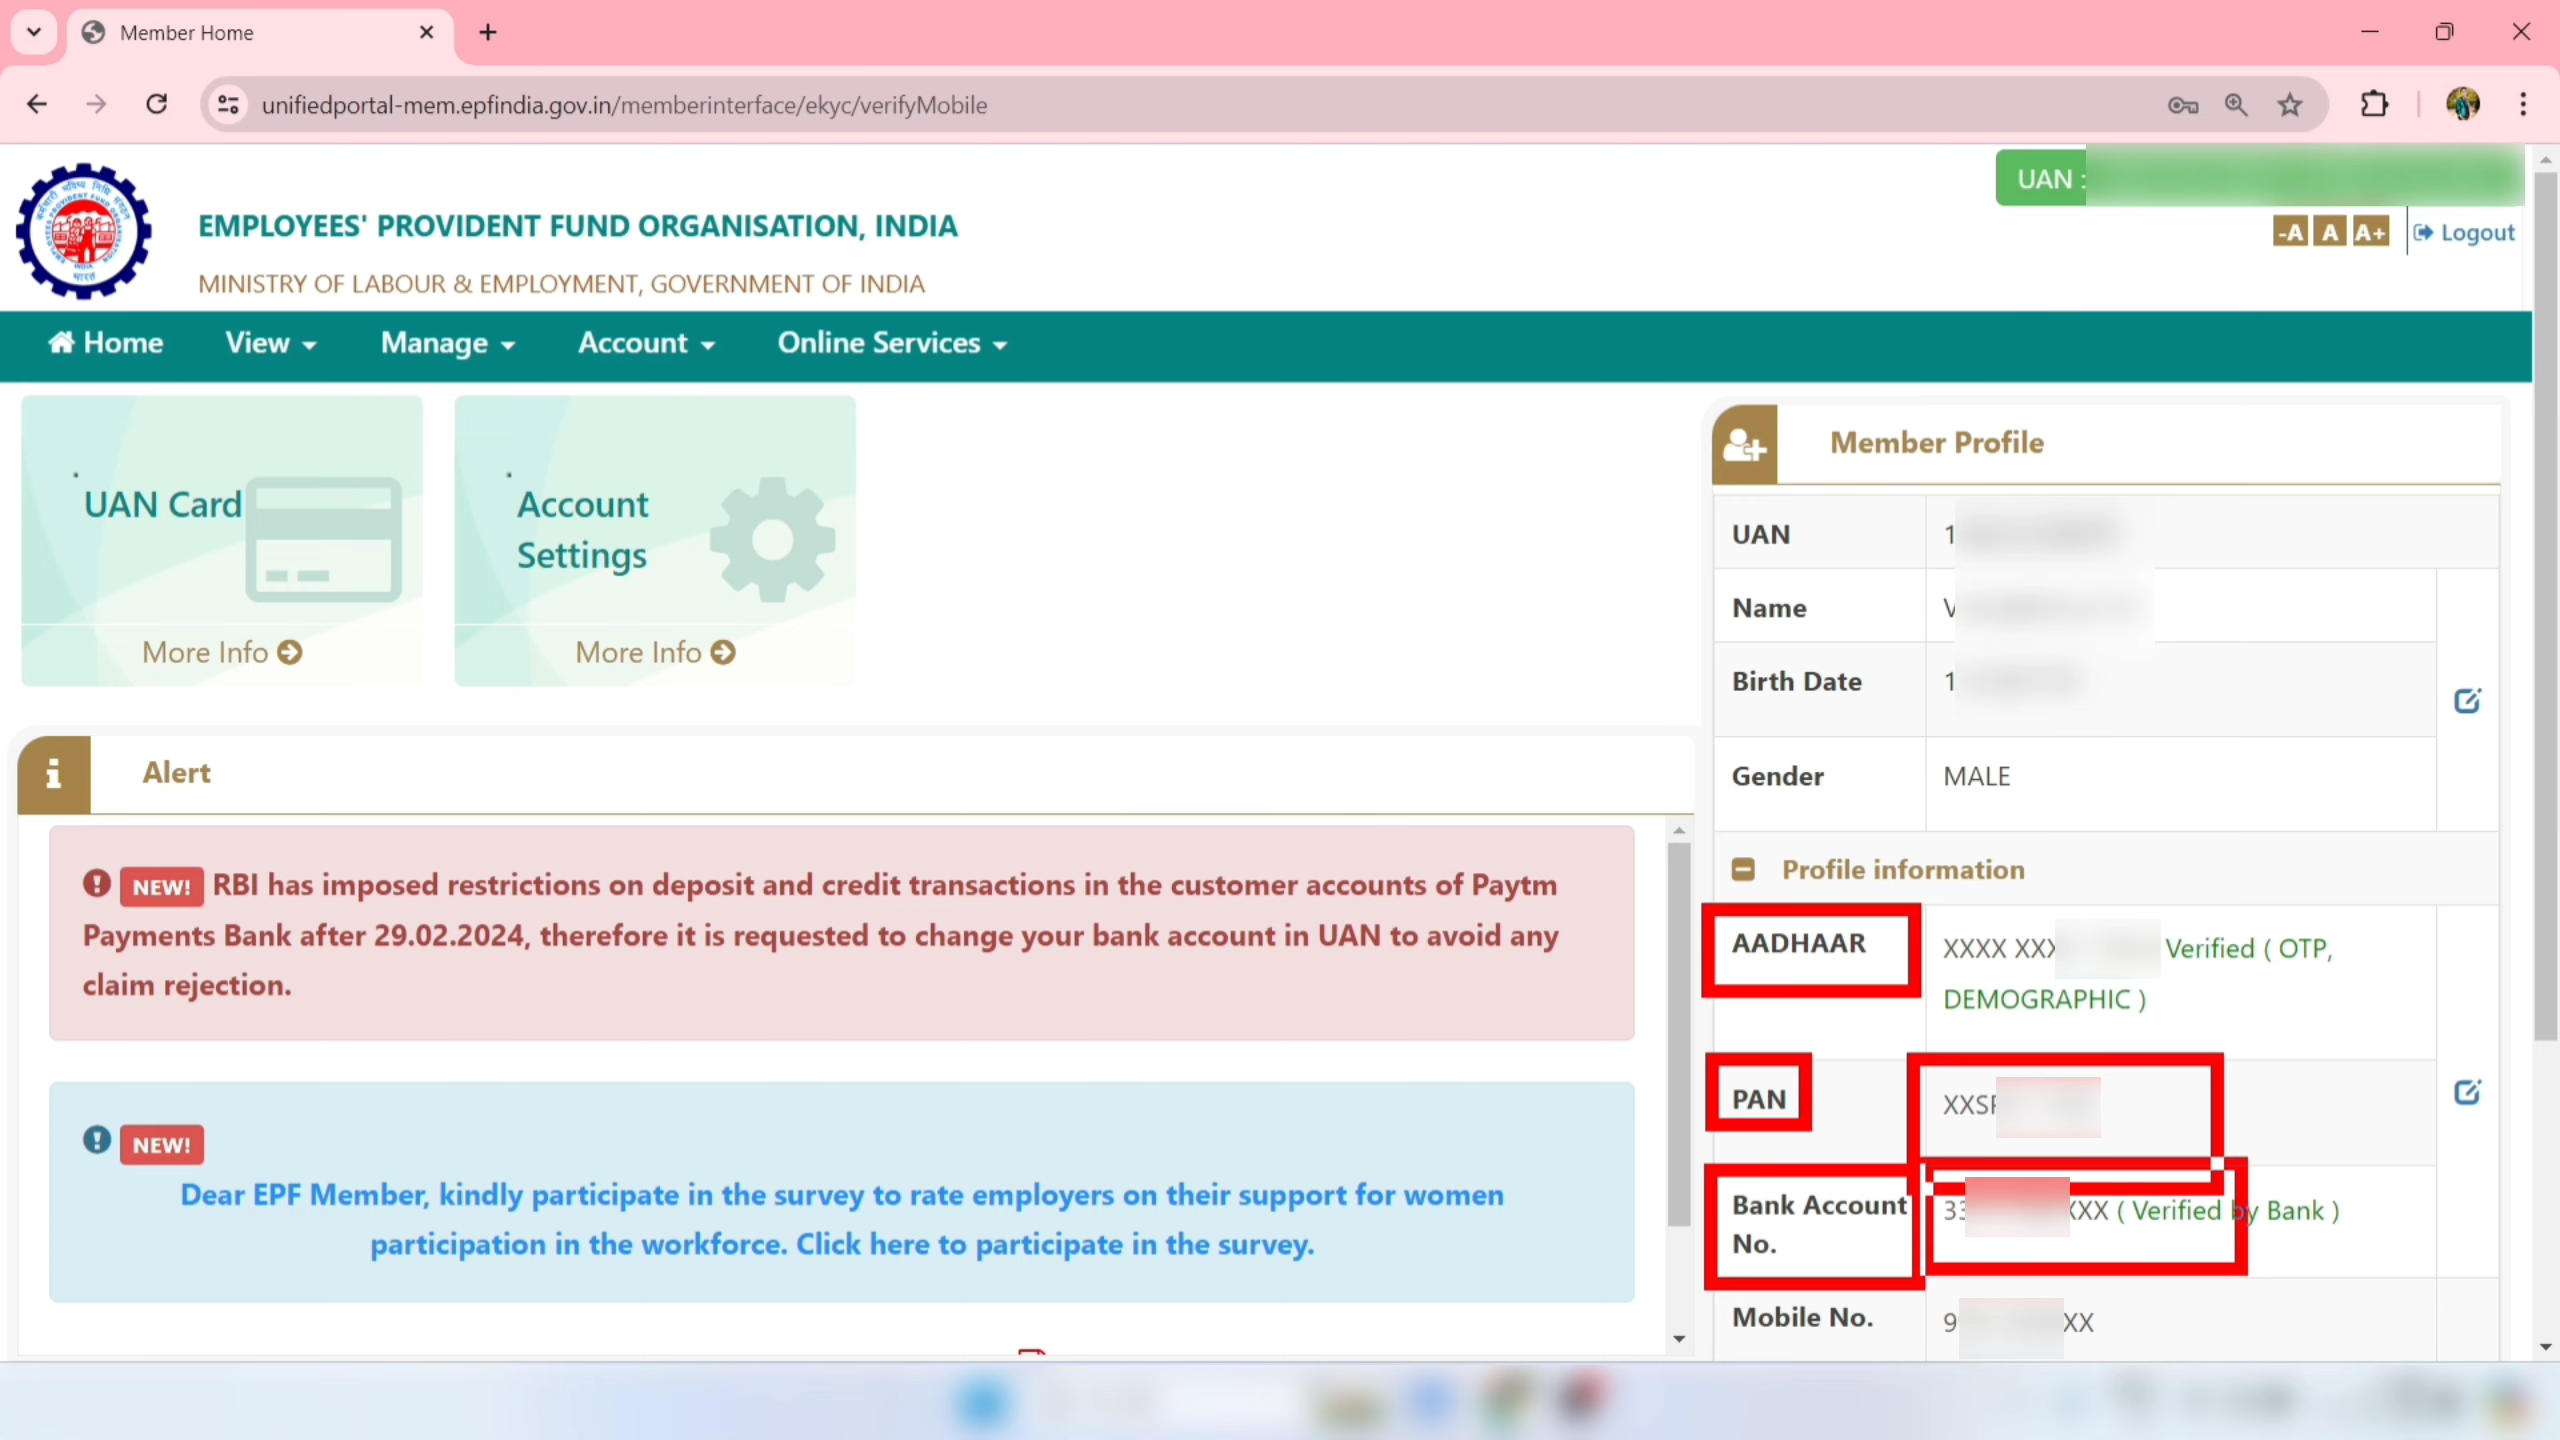 Member Home
unifiedportal-mem.epfindia.gov.in/memberinterface/ekyc/verifyMobile
UAN :
EMPLOYEES' PROVIDENT FUND ORGANISATION, INDIA
MINISTRY OF LABOUR & EMPLOYMENT, GOVERNMENT OF INDIA
-A A A+ Logout
Home View Manage Account Online Services
UAN Card
More Info
Account
Settings
More Info
Alert
NEW! RBI has imposed restrictions on deposit and credit transactions in the customer accounts of Paytm
Payments Bank after 29.02.2024, therefore it is requested to change your bank account in UAN to avoid any
claim rejection.
NEW!
Dear EPF Member, kindly participate in the survey to rate employers on their support for women
participation in the workforce. Click here to participate in the survey.
Member Profile
UAN 1
Name V
Birth Date 1
Gender MALE
Profile information
AADHAAR XXXX XXX Verified ( OTP,
DEMOGRAPHIC )
PAN XXS
Bank Account
No.
33 XXX ( Verified by Bank )
Mobile No. 9 XX